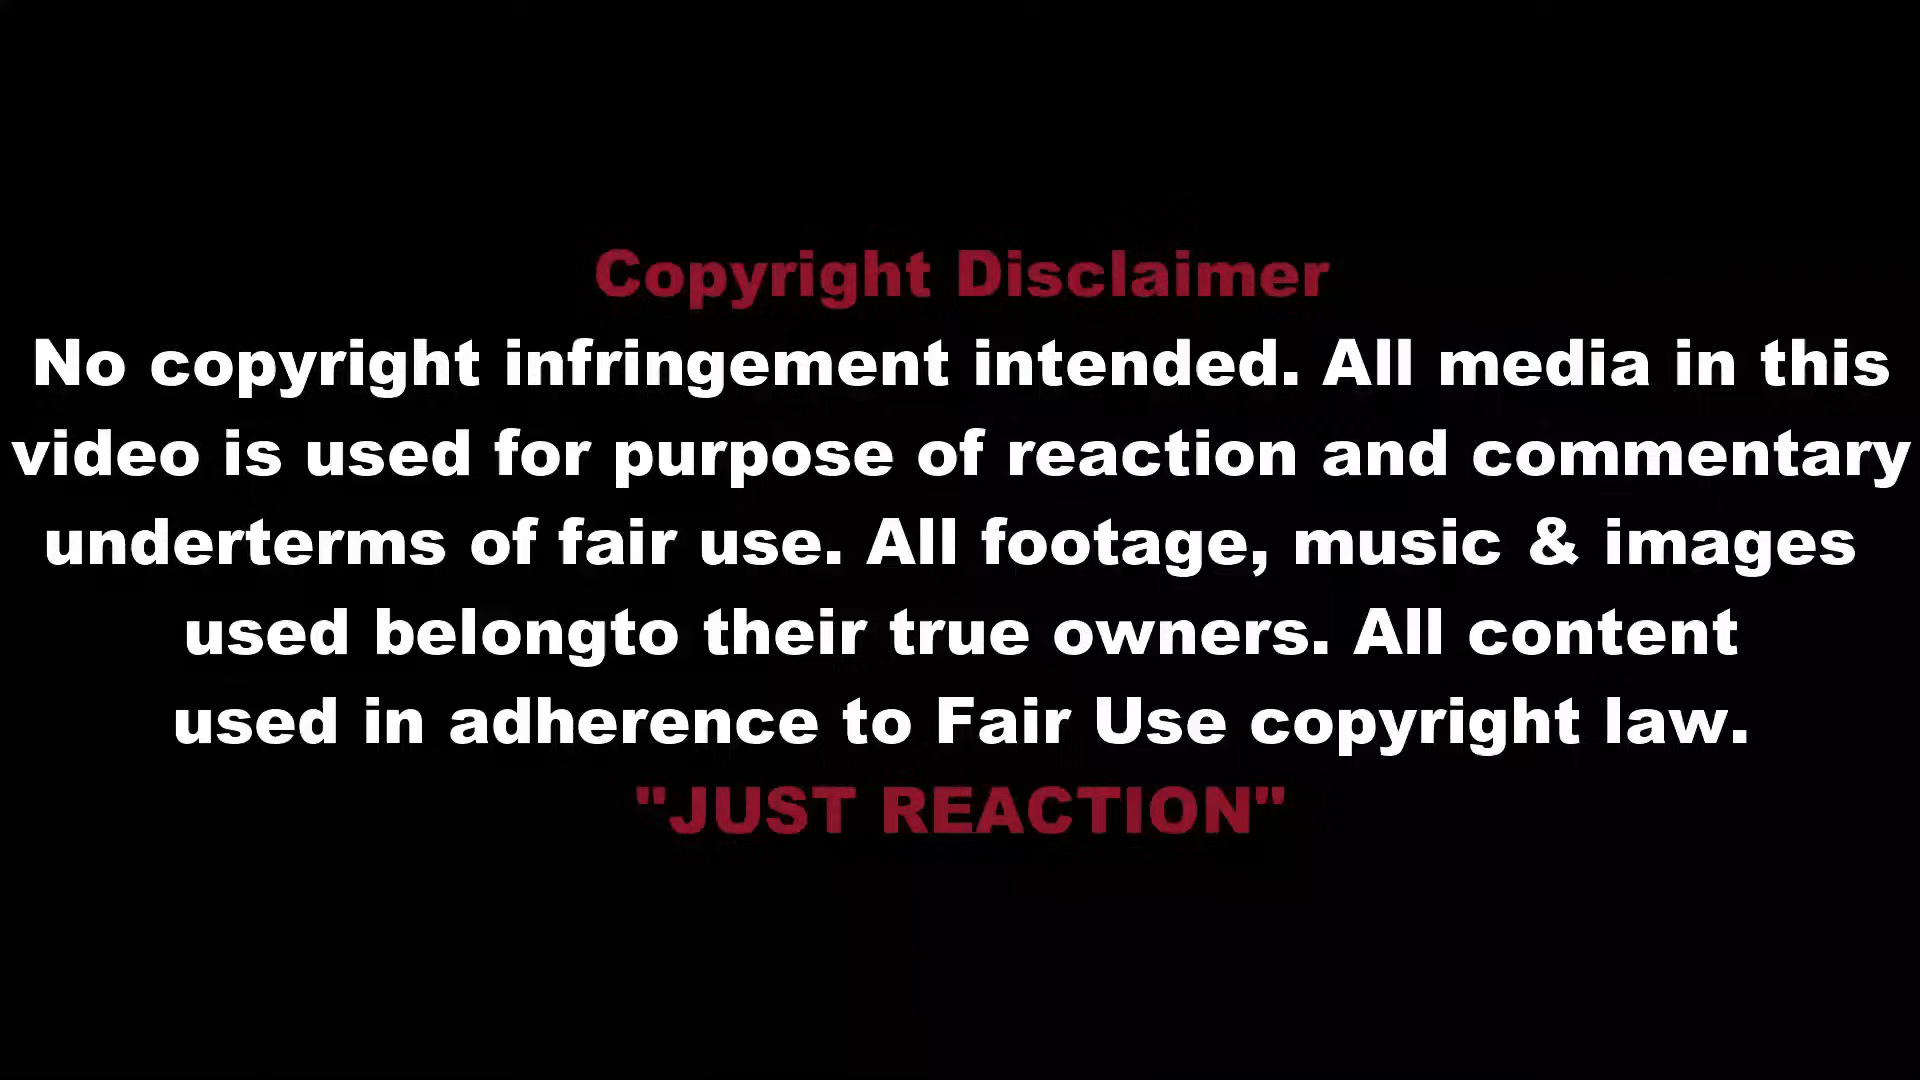 Copyright Disclaimer
No copyright infringement intended. All media in this
video is used for purpose of reaction and commentary
underterms of fair use. All footage, music & images
used belongto their true owners. All content
used in adherence to Fair Use copyright law.
"JUST REACTION"